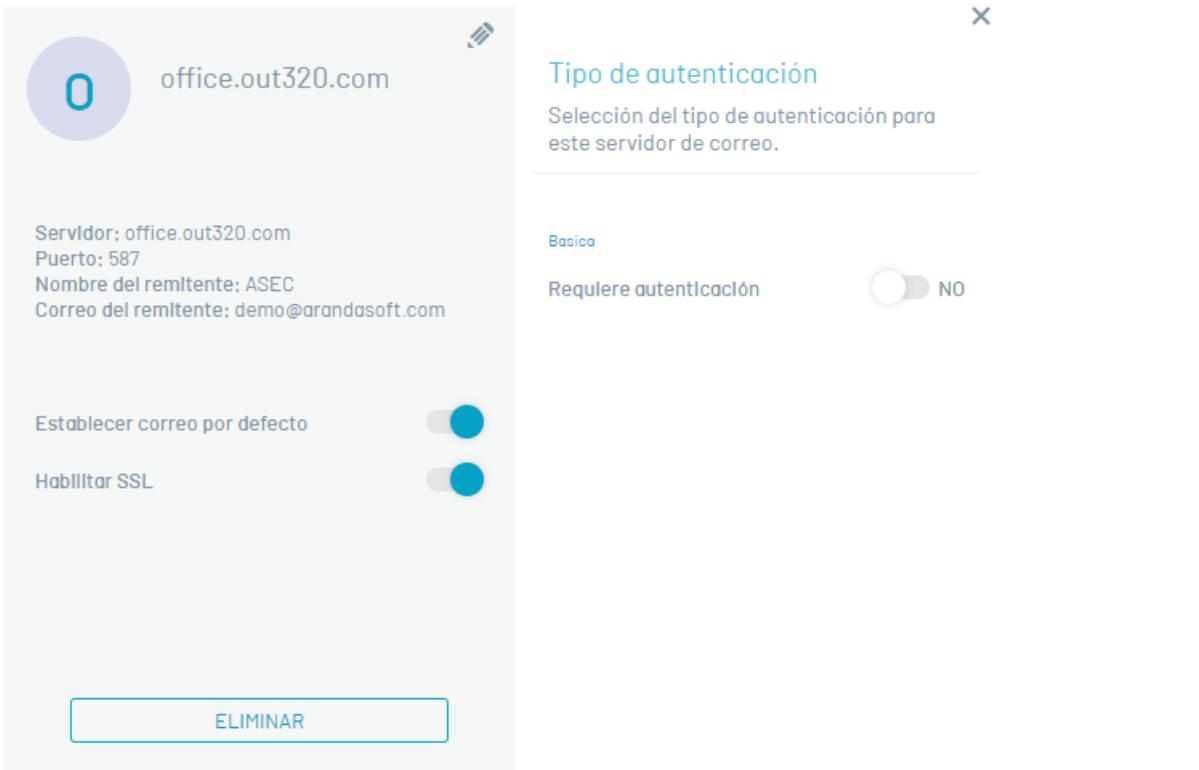 O
office.out320.com
Servidor: office.out320.com
Puerto: 587
Nombre del remitente: ASEC
Correo del remitente: demo@arandasoft.com
Establecer correo por defecto
Habilitar SSL
ELIMINAR
Tipo de autenticación
Selección del tipo de autenticación para
este servidor de correo.
Basica
Requiere autenticación
NO